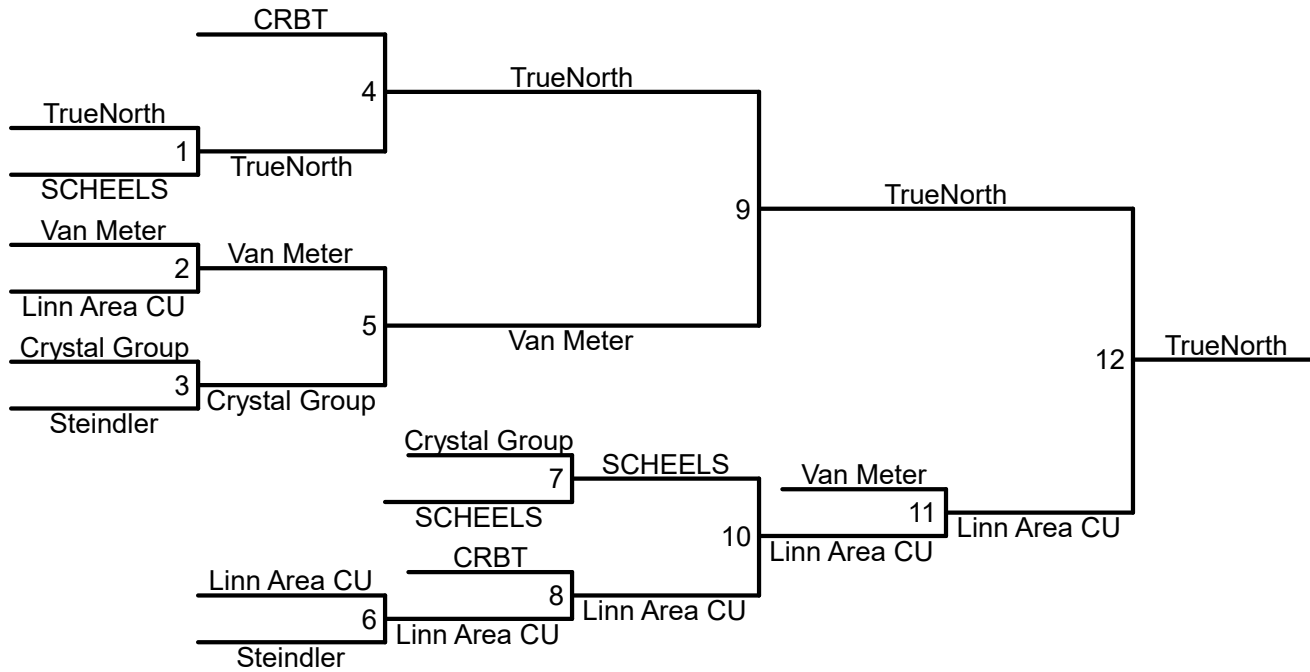 CRBT
4
TrueNorth
TrueNorth
1
TrueNorth
SCHEELS
9
TrueNorth
Van Meter
2
Van Meter
Linn Area CU
5
Van Meter
Crystal Group
3
Crystal Group
Steindler
12
TrueNorth
Crystal Group
7
SCHEELS
SCHEELS
Van Meter
11
Linn Area CU
10
Linn Area CU
CRBT
8
Linn Area CU
Linn Area CU
6
Linn Area CU
Steindler